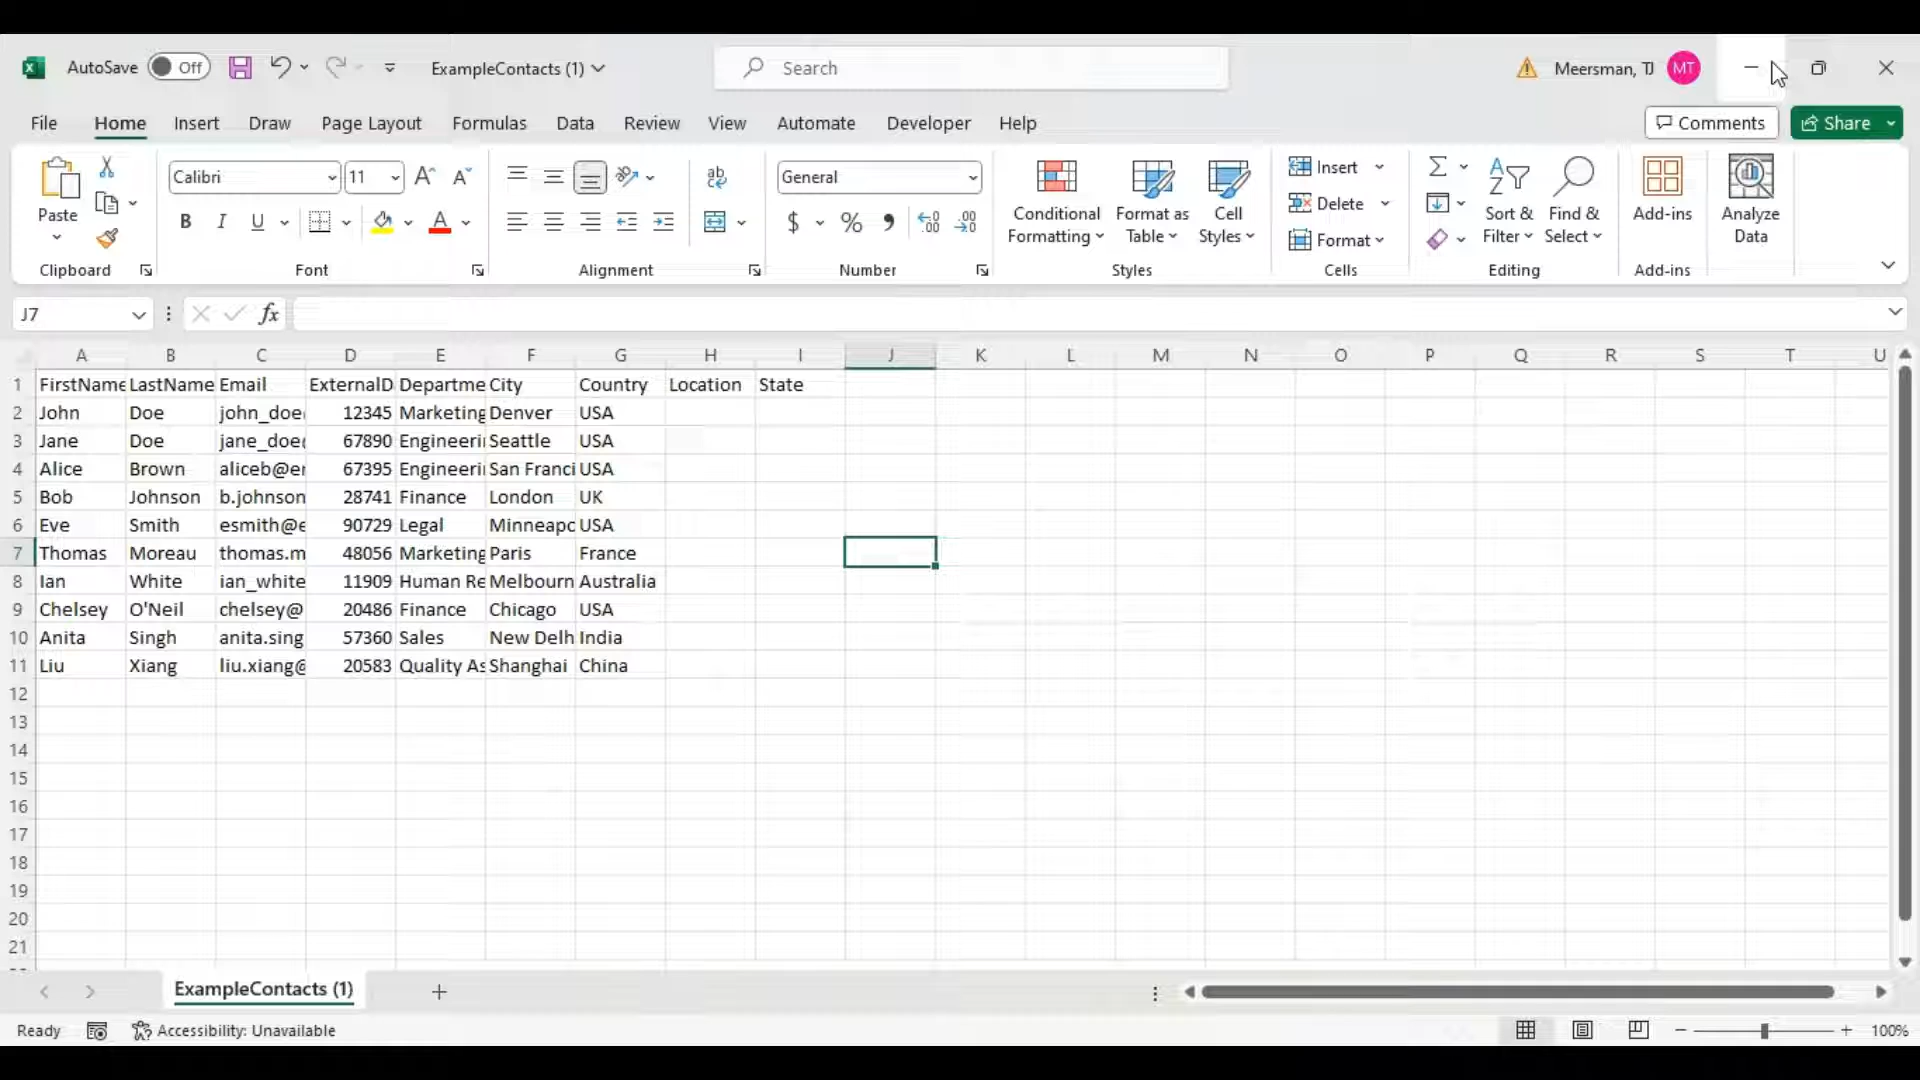 AutoSave Off ExampleContacts (1) Search Meersman, TJ MT
File Home Insert Draw Page Layout Formulas Data Review View Automate Developer Help Comments Share
Paste Calibri 11 General Conditional Formatting Format as Table Cell Styles Insert Delete Format Sort & Filter Find & Select Add-ins Analyze Data
Clipboard Font Alignment Number Styles Cells Editing Add-ins
J7 fx
A B C D E F G H I J K L M N O P Q R S T U
1 FirstName LastName Email ExternalD Departme City Country Location State
2 John Doe john_doe 12345 Marketing Denver USA
3 Jane Doe jane_doe 67890 Engineeri Seattle USA
4 Alice Brown aliceb@er 67395 Engineeri San Franci USA
5 Bob Johnson b.johnson 28741 Finance London UK
6 Eve Smith esmith@e 90729 Legal Minneapo USA
7 Thomas Moreau thomas.m 48056 Marketing Paris France
8 Ian White ian_white 11909 Human Re Melbourn Australia
9 Chelsey O'Neil chelsey@ 20486 Finance Chicago USA
10 Anita Singh anita.sing 57360 Sales New Delh India
11 Liu Xiang liu.xiang@ 20583 Quality As Shanghai China
12
13
14
15
16
17
18
19
20
21
ExampleContacts (1)
Ready Accessibility: Unavailable 100%